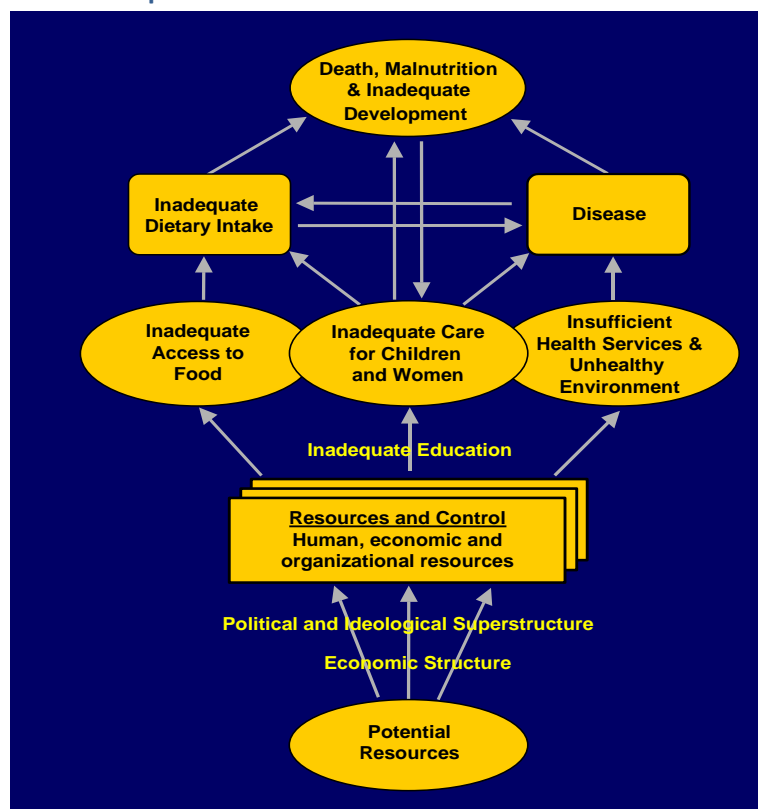 Death, Malnutrition
& Inadequate
Development
Inadequate
Dietary Intake
Disease
Inadequate
Access to
Food
Inadequate Care
for Children
and Women
Insufficient
Health Services &
Unhealthy
Environment
Inadequate Education
Resources and Control
Human, economic and
organizational resources
Political and Ideological Superstructure
Economic Structure
Potential
Resources